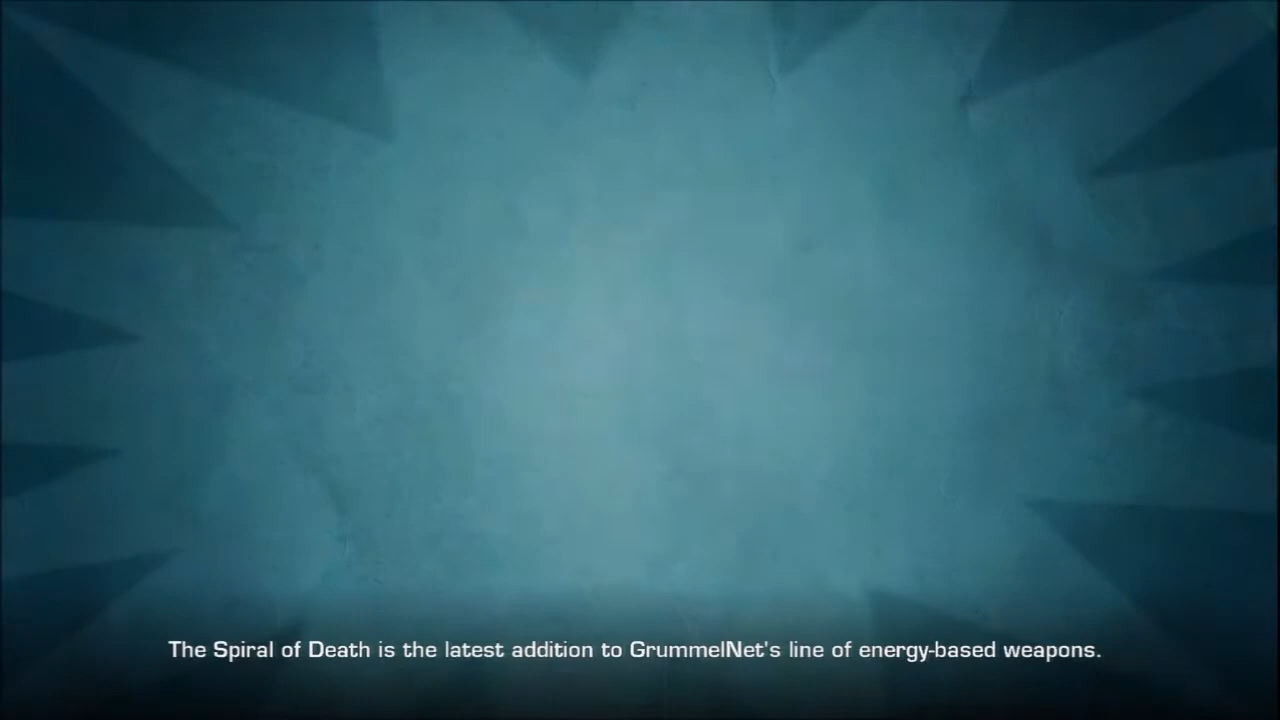 The Spiral of Death is the latest addition to GrummelNet's line of energy-based weapons.